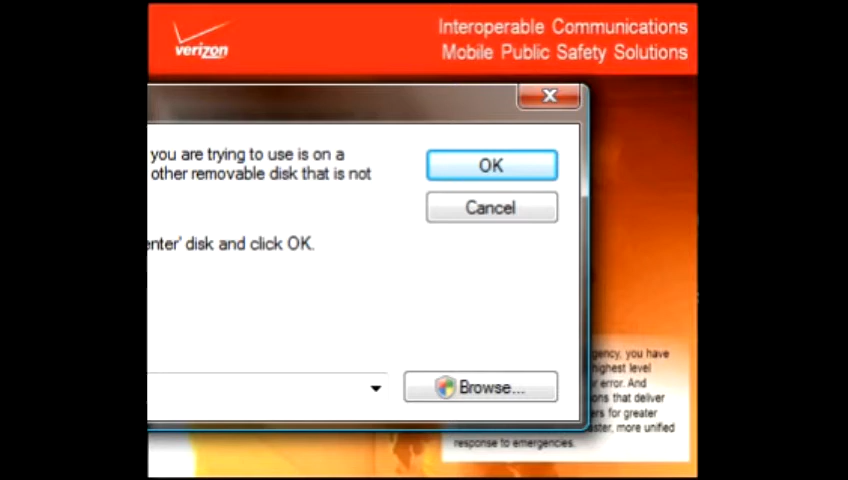 verizon
Interoperable Communications
Mobile Public Safety Solutions
you are trying to use is on a
other removable disk that is not
enter' disk and click OK.
OK
Cancel
Browse...
gency, you have
highest level
r error. And
ons that deliver
ers for greater
aster, more unified
response to emergencies.